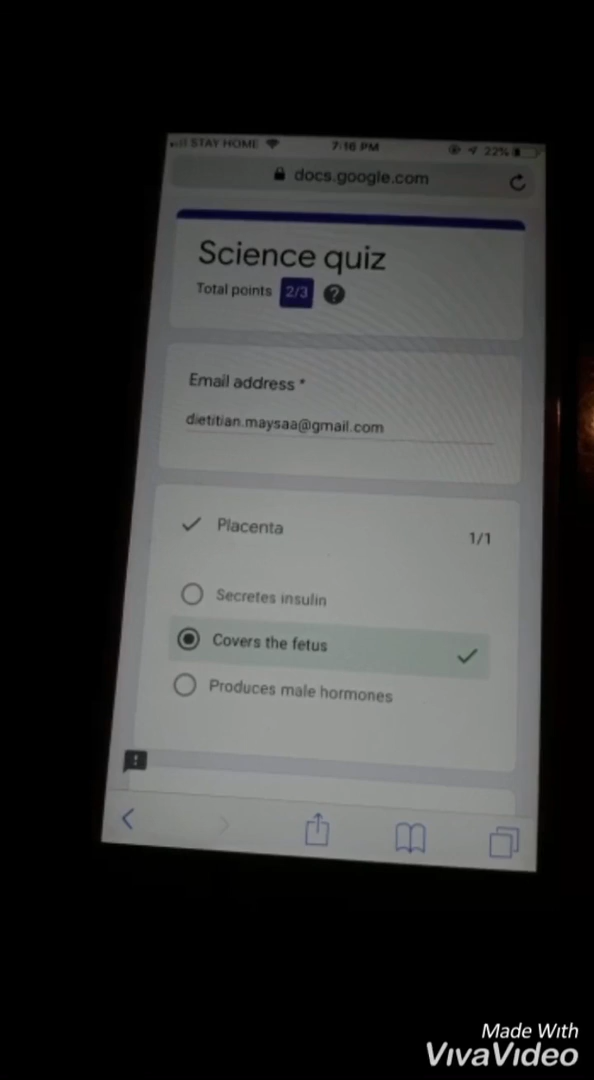 STAY HOME 7:16 PM 22%
docs.google.com
Science quiz
Total points 2/3 ?
Email address *
dietitian.maysaa@gmail.com
Placenta 1/1
Secretes insulin
Covers the fetus
Produces male hormones
!
Made With
VivaVideo